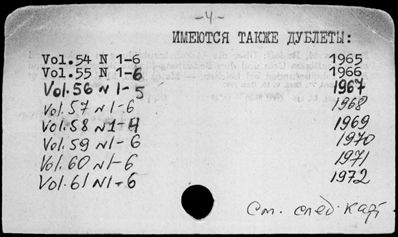 -4-
ИМЕЮТСЯ ТАКЖЕ ДУБЛЕТЫ:
Vol.54 N 1-6 1965
Vol.55 N 1-6 1966
Vol.56 N 1-5 1967
Vol.57 N1-6 1968
Vol.58 N 1-4 1969
Vol.59 N1-6 1970
Vol.60 N1-6 1971
Vol.61 N1-6 1972
См. след